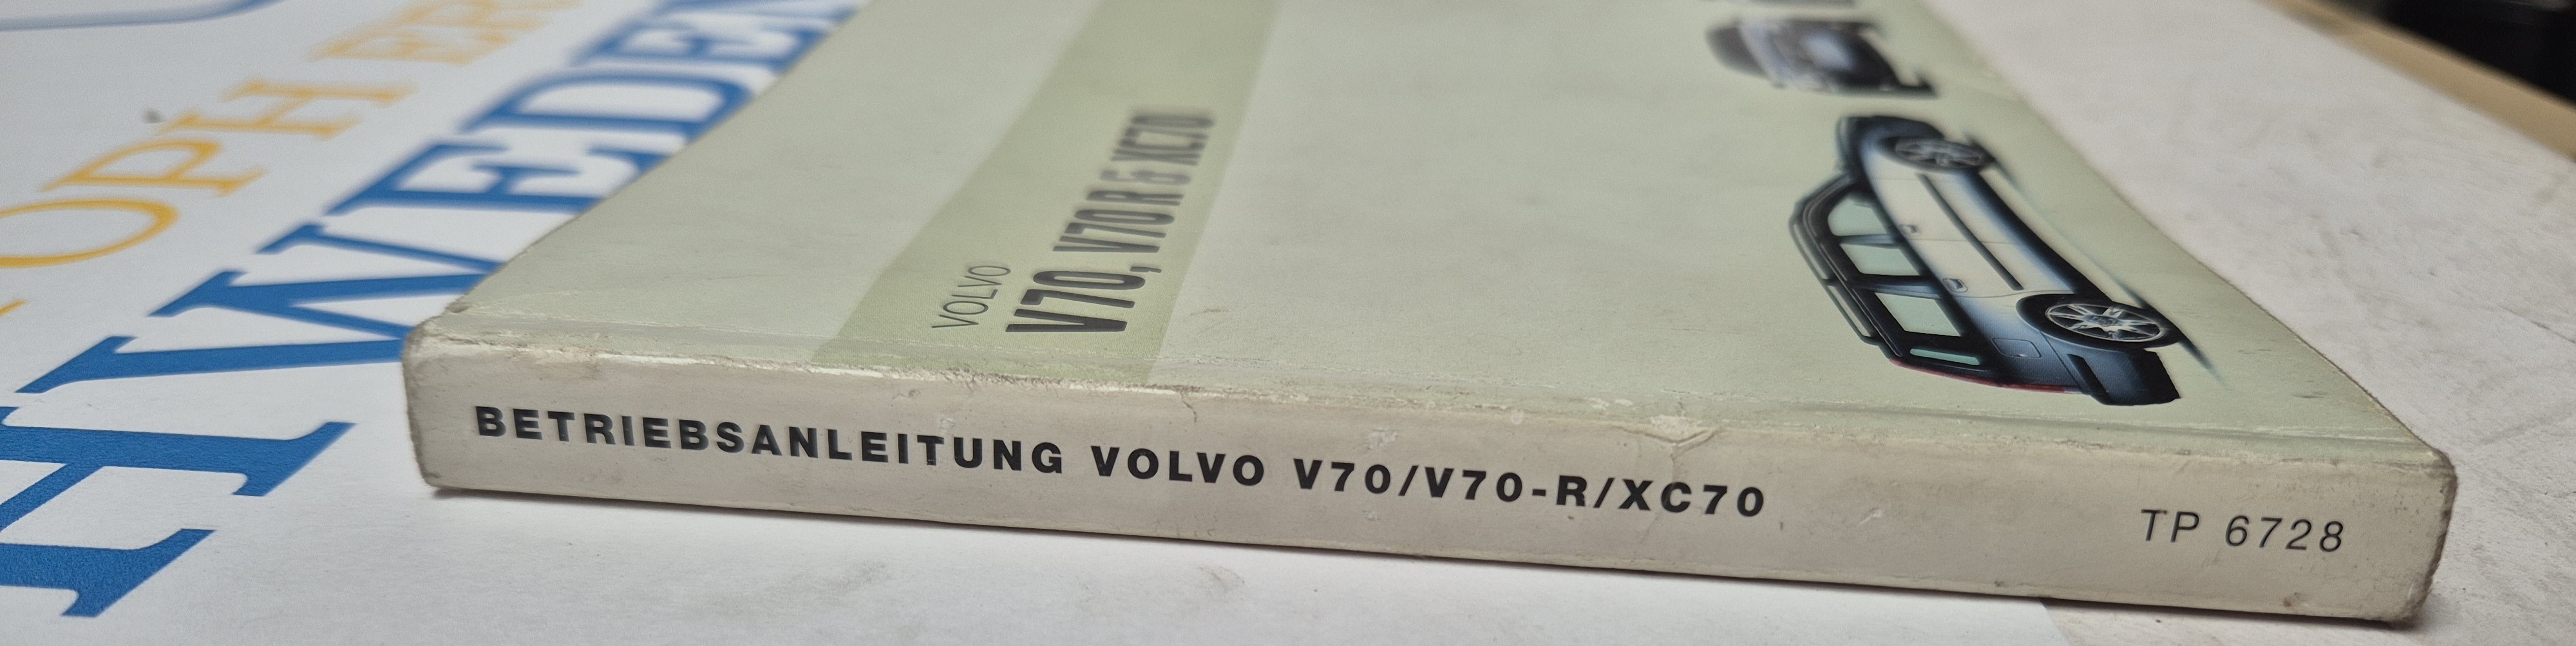 VOLVO
V70, V70 R & XC70
BETRIEBSANLEITUNG VOLVO V70/V70-R/XC70
TP 6728